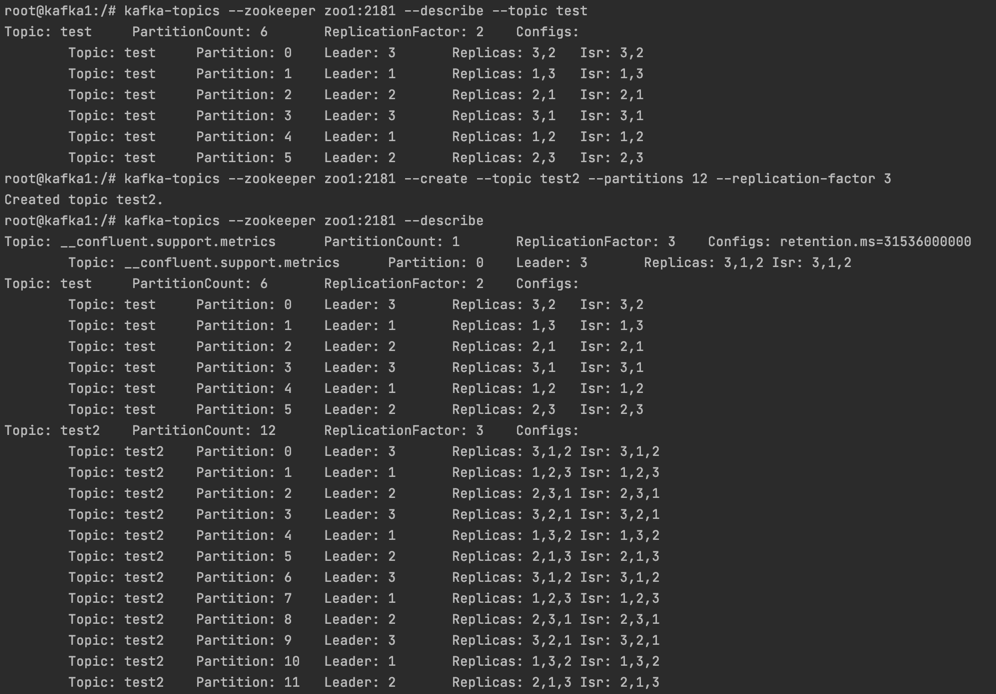 root@kafka1:/# kafka-topics --zookeeper zoo1:2181 --describe --topic test
Topic: test	PartitionCount: 6	ReplicationFactor: 2	Configs:
	Topic: test	Partition: 0	Leader: 3	Replicas: 3,2	Isr: 3,2
	Topic: test	Partition: 1	Leader: 1	Replicas: 1,3	Isr: 1,3
	Topic: test	Partition: 2	Leader: 2	Replicas: 2,1	Isr: 2,1
	Topic: test	Partition: 3	Leader: 3	Replicas: 3,1	Isr: 3,1
	Topic: test	Partition: 4	Leader: 1	Replicas: 1,2	Isr: 1,2
	Topic: test	Partition: 5	Leader: 2	Replicas: 2,3	Isr: 2,3
root@kafka1:/# kafka-topics --zookeeper zoo1:2181 --create --topic test2 --partitions 12 --replication-factor 3
Created topic test2.
root@kafka1:/# kafka-topics --zookeeper zoo1:2181 --describe
Topic: __confluent.support.metrics	PartitionCount: 1	ReplicationFactor: 3	Configs: retention.ms=31536000000
	Topic: __confluent.support.metrics	Partition: 0	Leader: 3	Replicas: 3,1,2	Isr: 3,1,2
Topic: test	PartitionCount: 6	ReplicationFactor: 2	Configs:
	Topic: test	Partition: 0	Leader: 3	Replicas: 3,2	Isr: 3,2
	Topic: test	Partition: 1	Leader: 1	Replicas: 1,3	Isr: 1,3
	Topic: test	Partition: 2	Leader: 2	Replicas: 2,1	Isr: 2,1
	Topic: test	Partition: 3	Leader: 3	Replicas: 3,1	Isr: 3,1
	Topic: test	Partition: 4	Leader: 1	Replicas: 1,2	Isr: 1,2
	Topic: test	Partition: 5	Leader: 2	Replicas: 2,3	Isr: 2,3
Topic: test2	PartitionCount: 12	ReplicationFactor: 3	Configs:
	Topic: test2	Partition: 0	Leader: 3	Replicas: 3,1,2	Isr: 3,1,2
	Topic: test2	Partition: 1	Leader: 1	Replicas: 1,2,3	Isr: 1,2,3
	Topic: test2	Partition: 2	Leader: 2	Replicas: 2,3,1	Isr: 2,3,1
	Topic: test2	Partition: 3	Leader: 3	Replicas: 3,2,1	Isr: 3,2,1
	Topic: test2	Partition: 4	Leader: 1	Replicas: 1,3,2	Isr: 1,3,2
	Topic: test2	Partition: 5	Leader: 2	Replicas: 2,1,3	Isr: 2,1,3
	Topic: test2	Partition: 6	Leader: 3	Replicas: 3,1,2	Isr: 3,1,2
	Topic: test2	Partition: 7	Leader: 1	Replicas: 1,2,3	Isr: 1,2,3
	Topic: test2	Partition: 8	Leader: 2	Replicas: 2,3,1	Isr: 2,3,1
	Topic: test2	Partition: 9	Leader: 3	Replicas: 3,2,1	Isr: 3,2,1
	Topic: test2	Partition: 10	Leader: 1	Replicas: 1,3,2	Isr: 1,3,2
	Topic: test2	Partition: 11	Leader: 2	Replicas: 2,1,3	Isr: 2,1,3